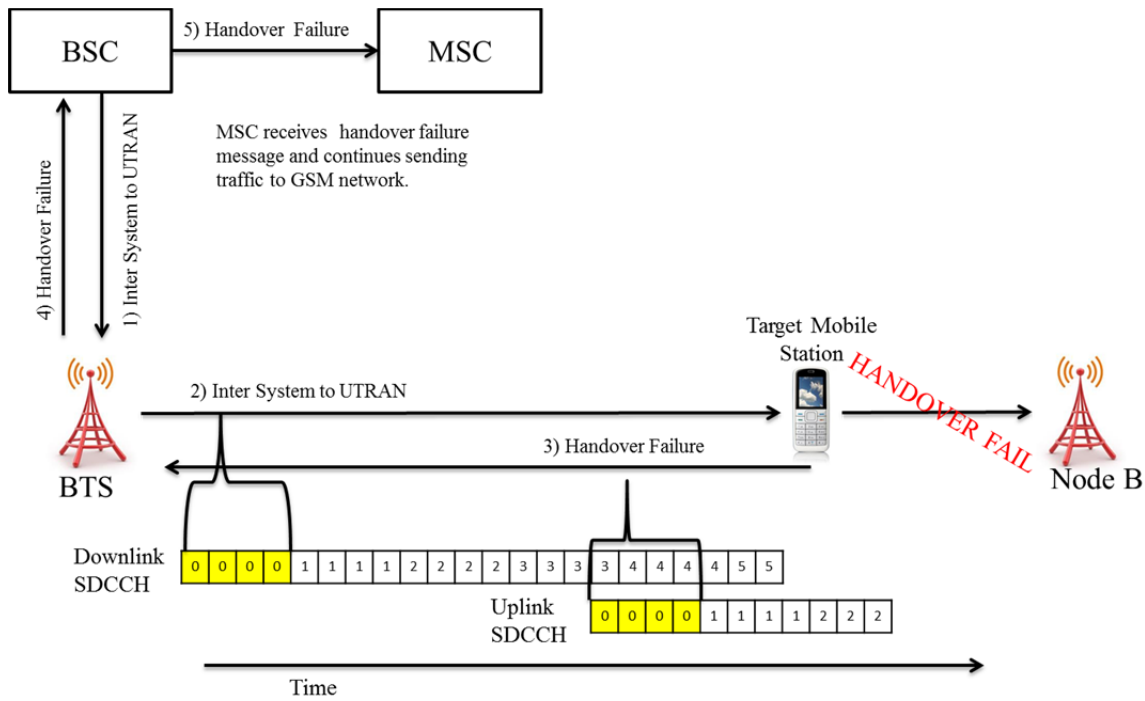 5) Handover Failure
BSC
MSC
MSC receives handover failure
message and continues sending
traffic to GSM network.
4) Handover Failure
1) Inter System to UTRAN
Target Mobile
Station
HANDOVER FAIL
2) Inter System to UTRAN
3) Handover Failure
BTS
Node B
Downlink
SDCCH
0 0 0 0 1 1 1 1 2 2 2 2 3 3 3 3 4 4 4 4 5 5
Uplink
SDCCH
0 0 0 0 1 1 1 1 2 2 2
Time